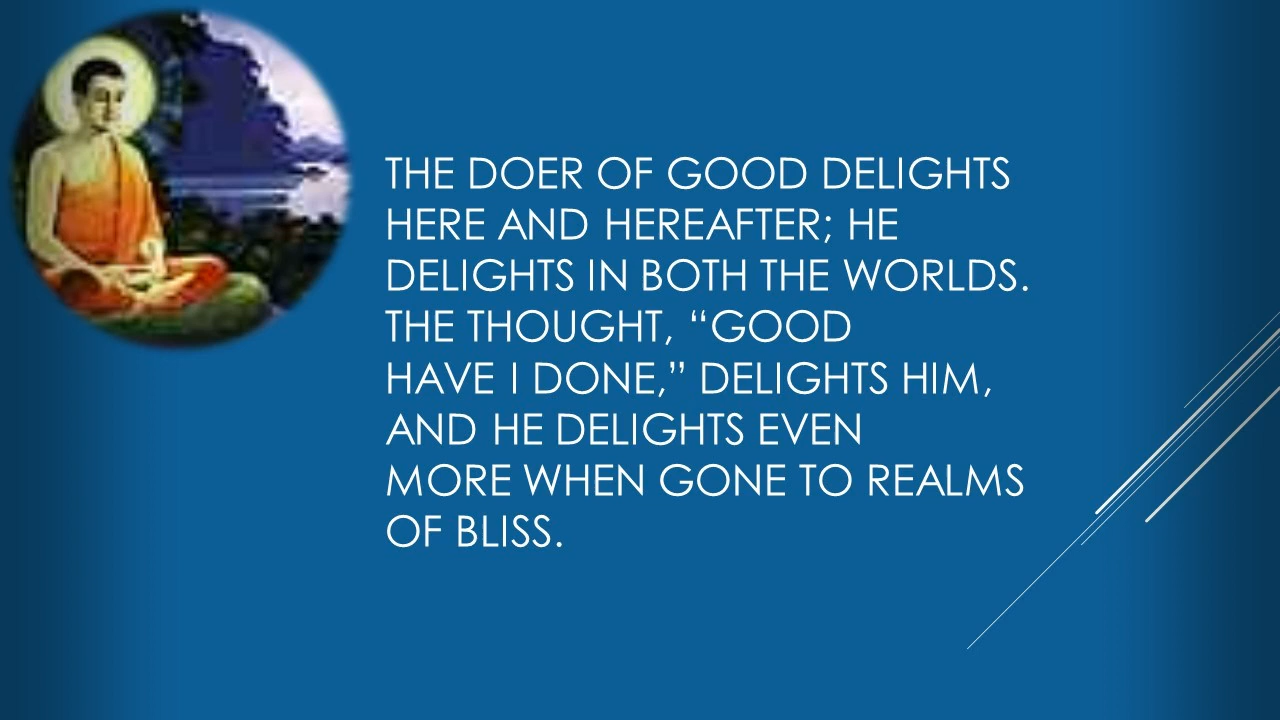 THE DOER OF GOOD DELIGHTS
HERE AND HEREAFTER; HE
DELIGHTS IN BOTH THE WORLDS.
THE THOUGHT, “GOOD
HAVE I DONE,” DELIGHTS HIM,
AND HE DELIGHTS EVEN
MORE WHEN GONE TO REALMS
OF BLISS.